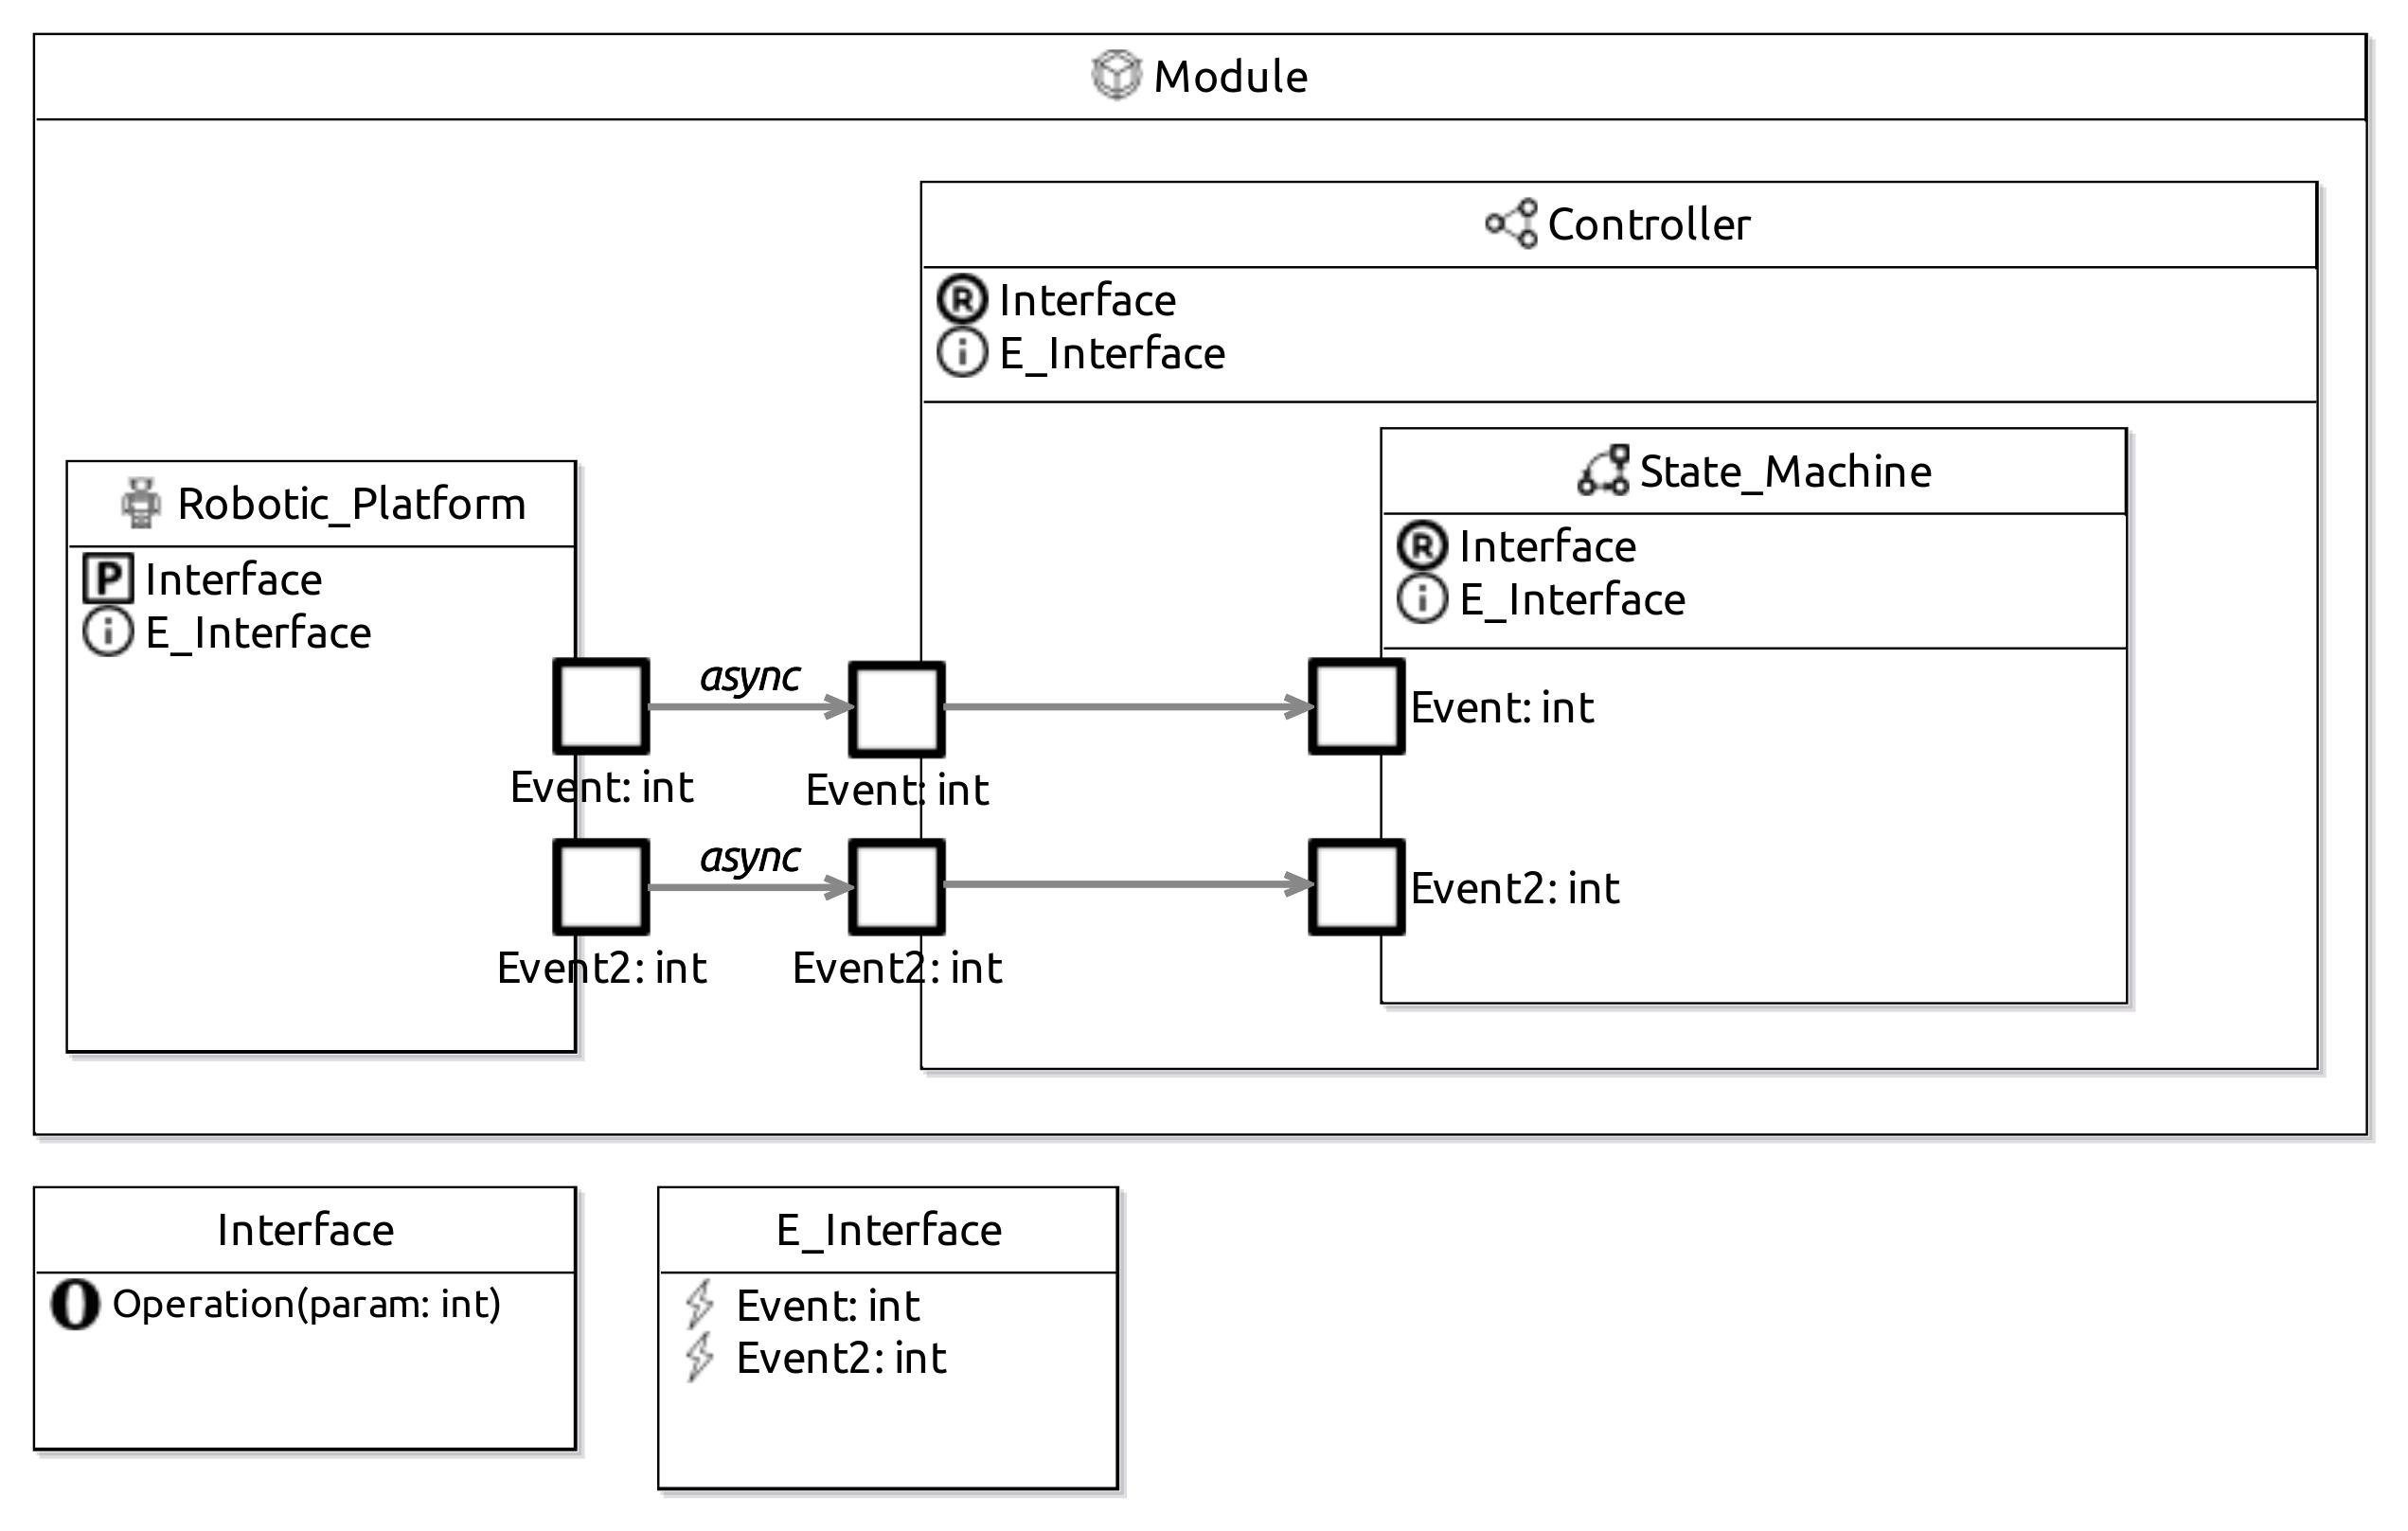 Module
Controller
R Interface
i E_Interface
State_Machine
R Interface
i E_Interface
Robotic_Platform
P Interface
i E_Interface
async
Event: int
Event: int
Event: int
async
Event2: int
Event2: int
Event2: int
Interface
O Operation(param: int)
E_Interface
Event: int
Event2: int